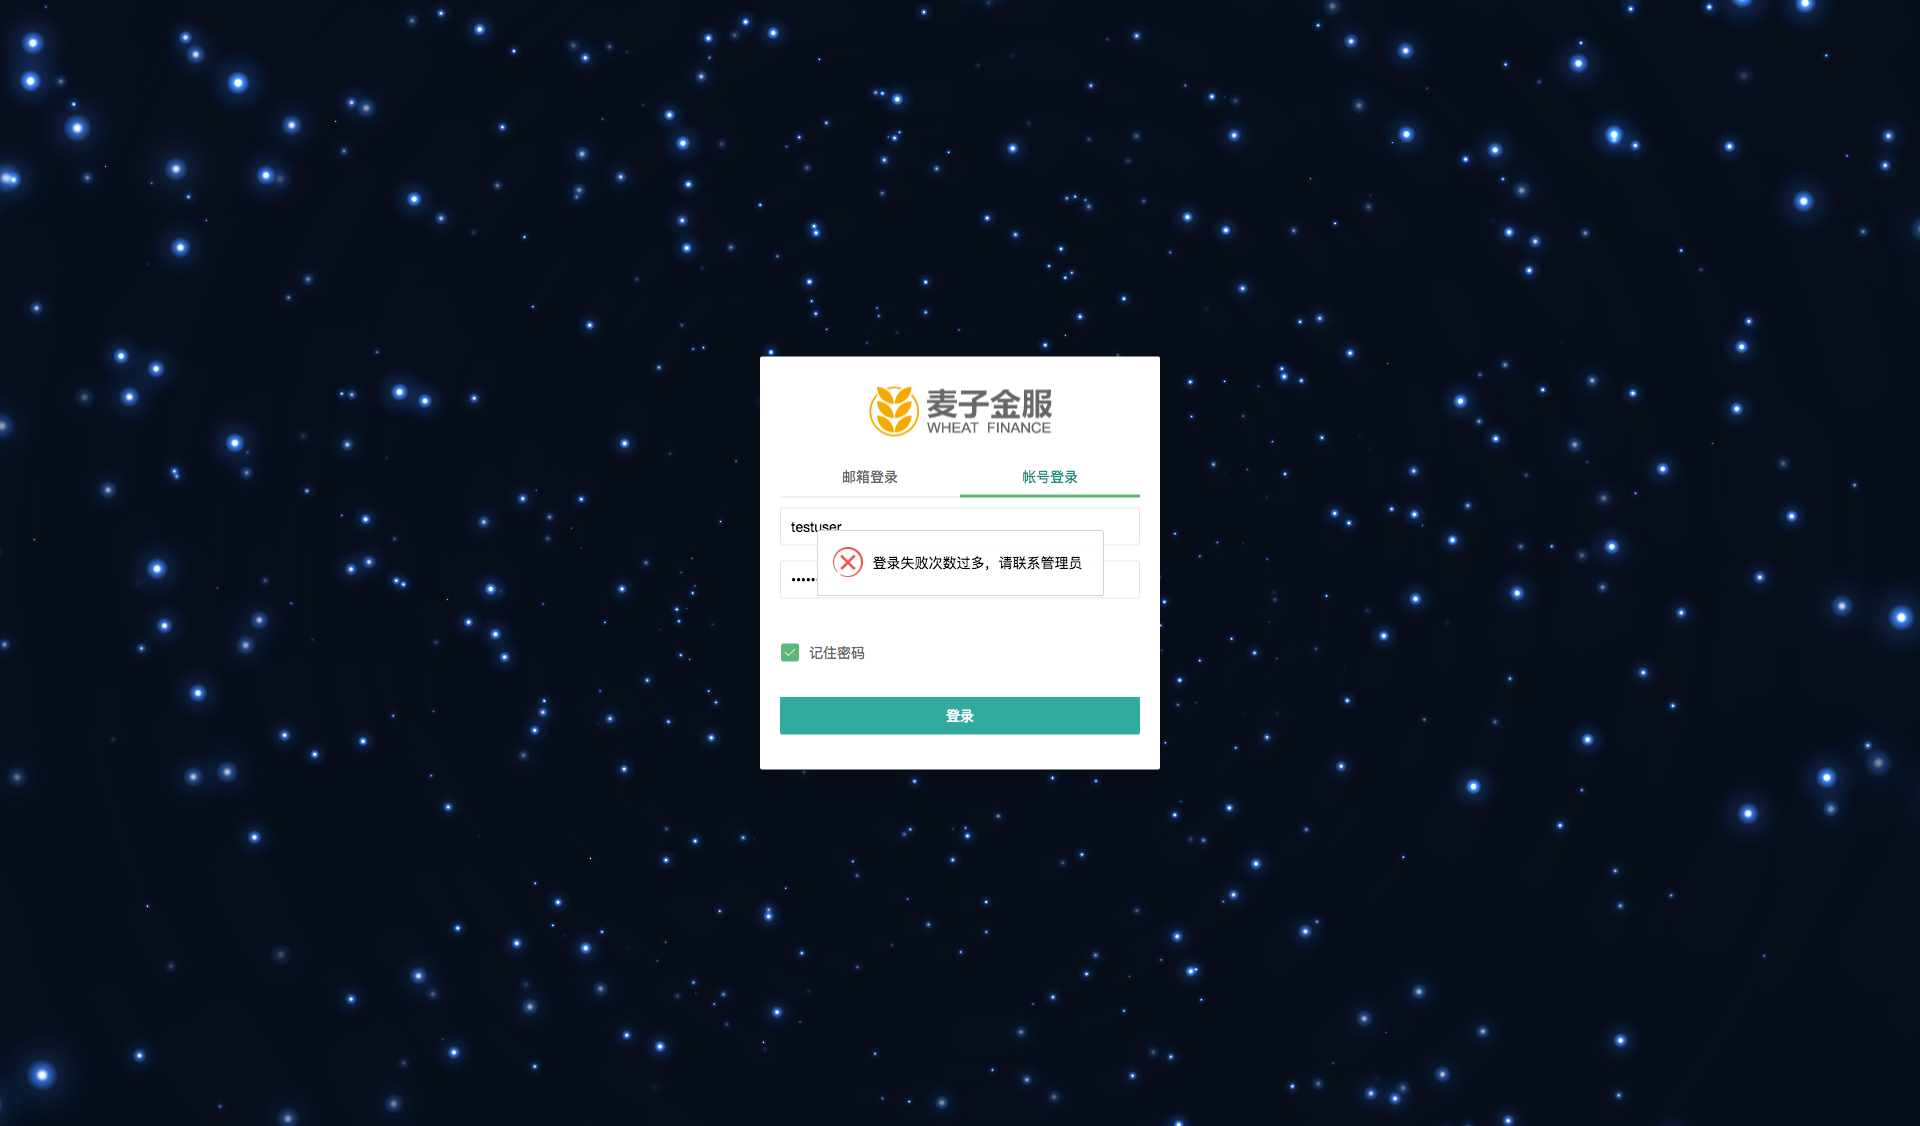 麦子金服
WHEAT FINANCE
邮箱登录
帐号登录
testuser
登录失败次数过多，请联系管理员
记住密码
登录